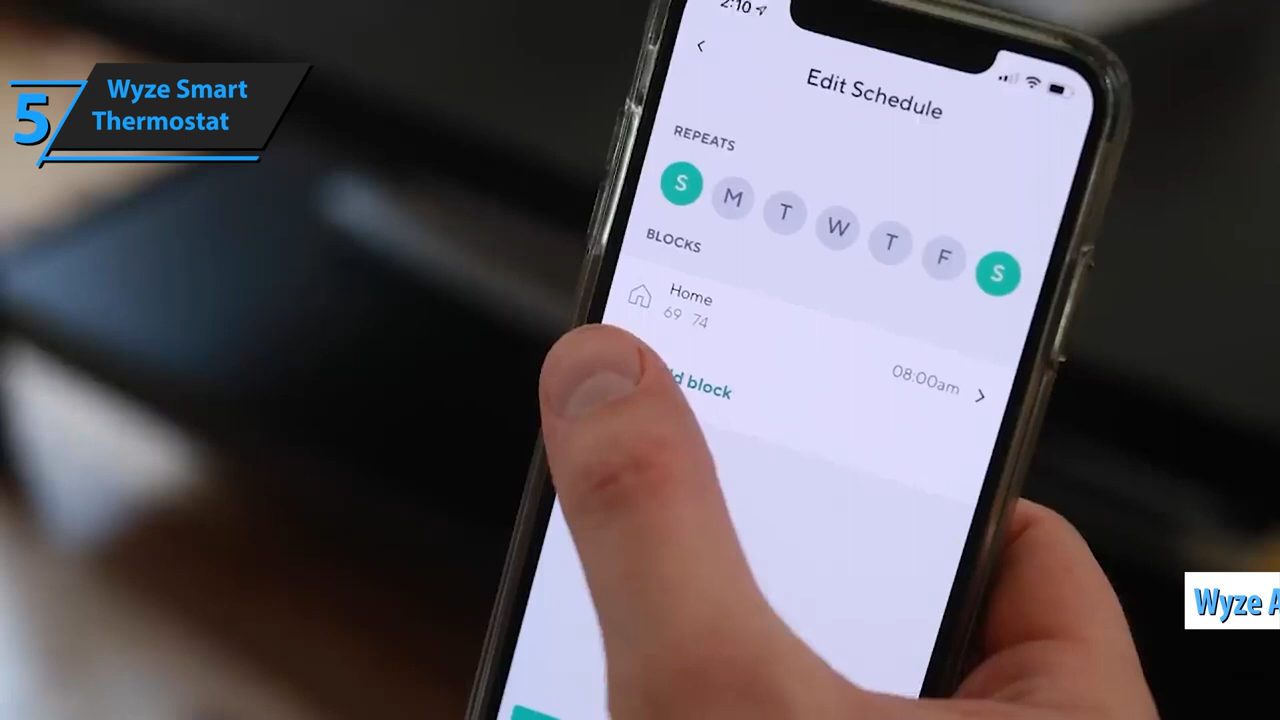 5
Wyze Smart
Thermostat
2:10
Edit Schedule
REPEATS
S M T W T F S
BLOCKS
Home
69 74
08:00am
block
Wyze